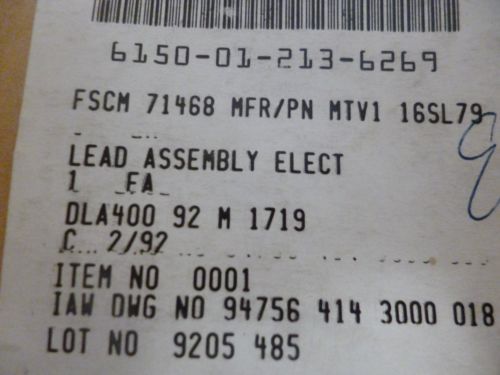 6150-01-213-6269
FSCM 71468 MFR/PN MTV1 16SL79
LEAD ASSEMBLY ELECT
1 EA
DLA400 92 M 1719
C 2/92
ITEM NO 0001
IAW DWG NO 94756 414 3000 018
LOT NO 9205 485